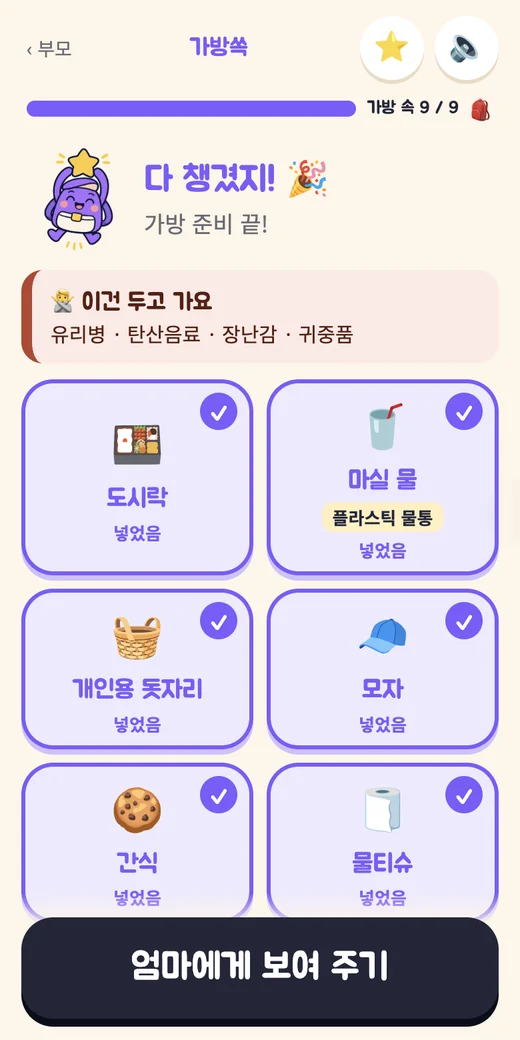 ‹ 부모
가방쏙
가방 속 9 / 9
다 챙겼지!
가방 준비 끝!
이건 두고 가요
유리병 · 탄산음료 · 장난감 · 귀중품
도시락
넣었음
마실 물
플라스틱 물통
넣었음
개인용 돗자리
넣었음
모자
넣었음
간식
넣었음
물티슈
넣었음
엄마에게 보여 주기